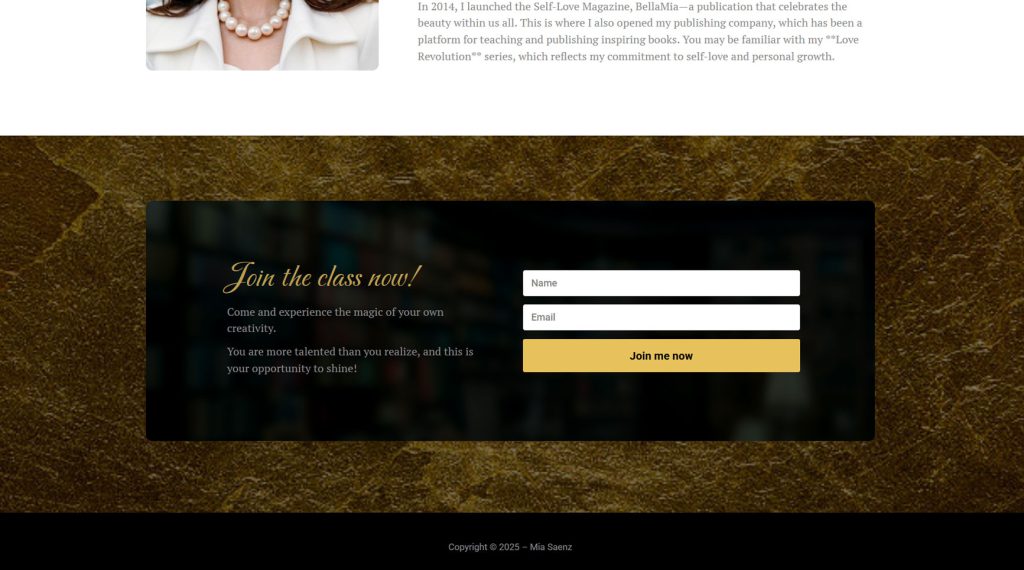 In 2014, I launched the Self-Love Magazine, BellaMia—a publication that celebrates the
beauty within us all. This is where I also opened my publishing company, which has been a
platform for teaching and publishing inspiring books. You may be familiar with my **Love
Revolution** series, which reflects my commitment to self-love and personal growth.
Join the class now!
Come and experience the magic of your own
creativity.
You are more talented than you realize, and this is
your opportunity to shine!
Name
Email
Join me now
Copyright © 2025 – Mia Saenz